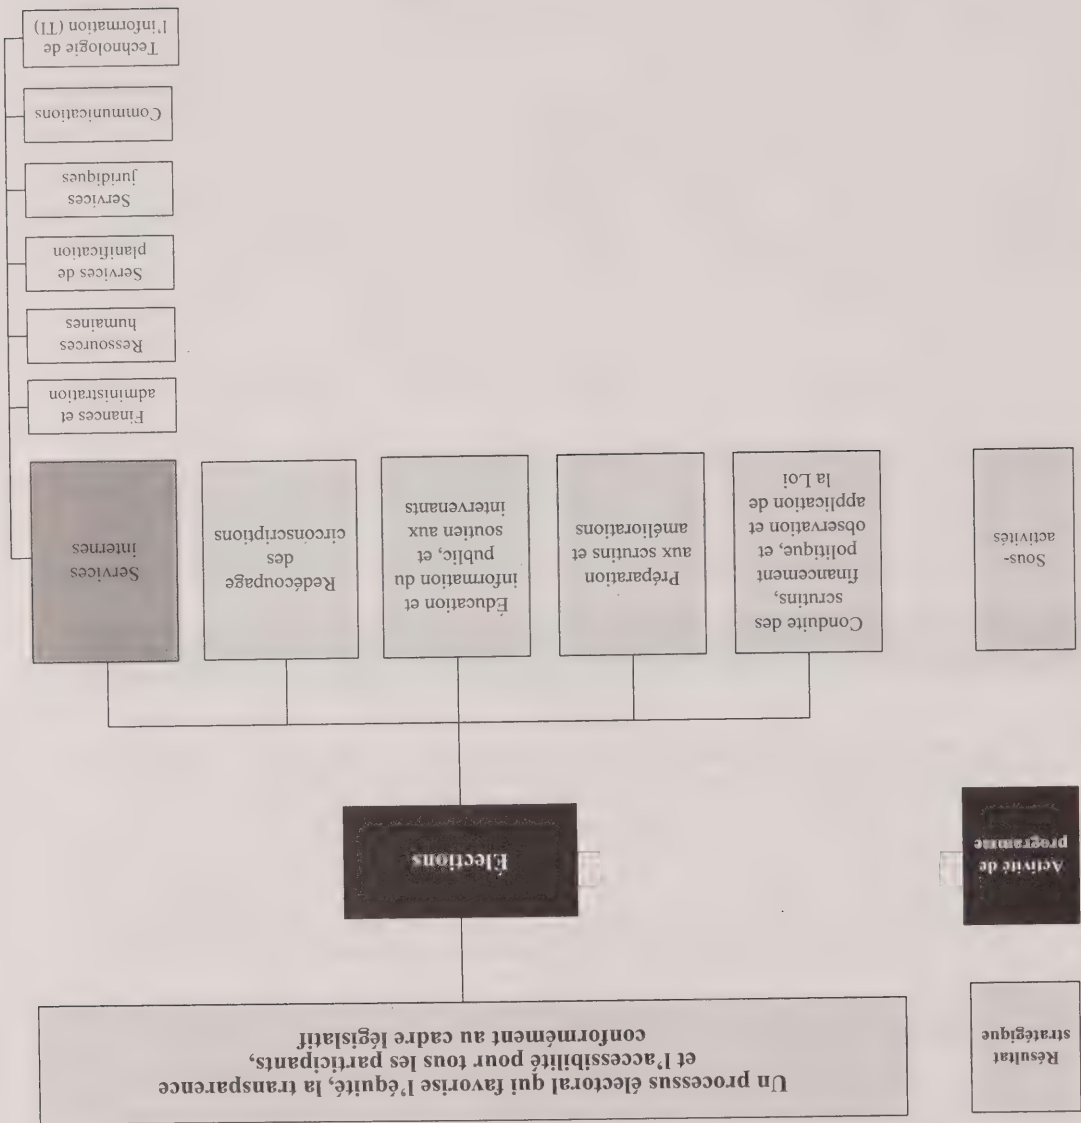 Résultat
stratégique
Un processus électoral qui favorise l'équité, la transparence
et l'accessibilité pour tous les participants,
conformément au cadre législatif
Activité de
programme
Élections
Sous-
activités
Conduite des
scrutins,
financement
politique, et
observation et
application de
la Loi
Préparation
aux scrutins et
améliorations
Éducation et
information du
public, et
soutien aux
intervenants
Redécoupage
des
circonscriptions
Services
internes
Finances et
administration
Ressources
humaines
Services de
planification
Services
juridiques
Communications
Technologie de
l'information (TI)